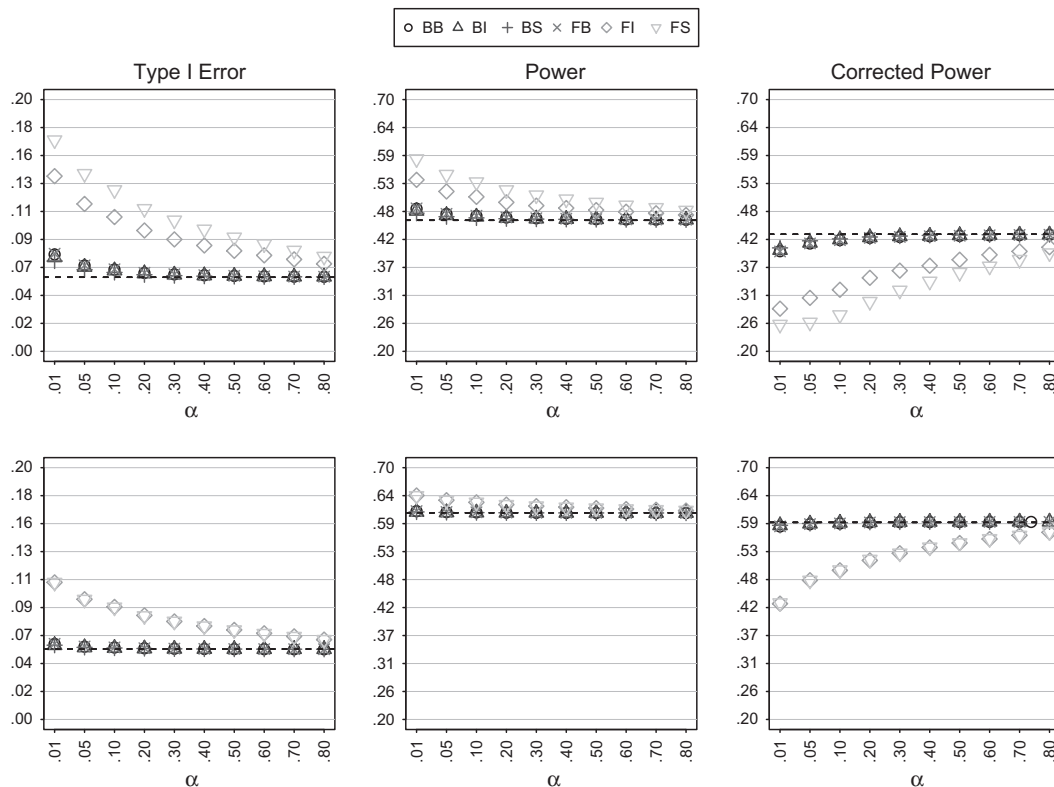 BB BI BS FB FI FS
Type I Error Power Corrected Power
.20 .70 .70
.18 .64 .64
.16 .59 .59
.13 .53 .53
.11 .48 .48
.09 .42 .42
.07 .37 .37
.04 .31 .31
.02 .26 .26
.00 .20 .20
.01 .05 .10 .20 .30 .40 .50 .60 .70 .80 .01 .05 .10 .20 .30 .40 .50 .60 .70 .80 .01 .05 .10 .20 .30 .40 .50 .60 .70 .80
α α α
.20 .70 .70
.18 .64 .64
.16 .59 .59
.13 .53 .53
.11 .48 .48
.09 .42 .42
.07 .37 .37
.04 .31 .31
.02 .26 .26
.00 .20 .20
.01 .05 .10 .20 .30 .40 .50 .60 .70 .80 .01 .05 .10 .20 .30 .40 .50 .60 .70 .80 .01 .05 .10 .20 .30 .40 .50 .60 .70 .80
α α α